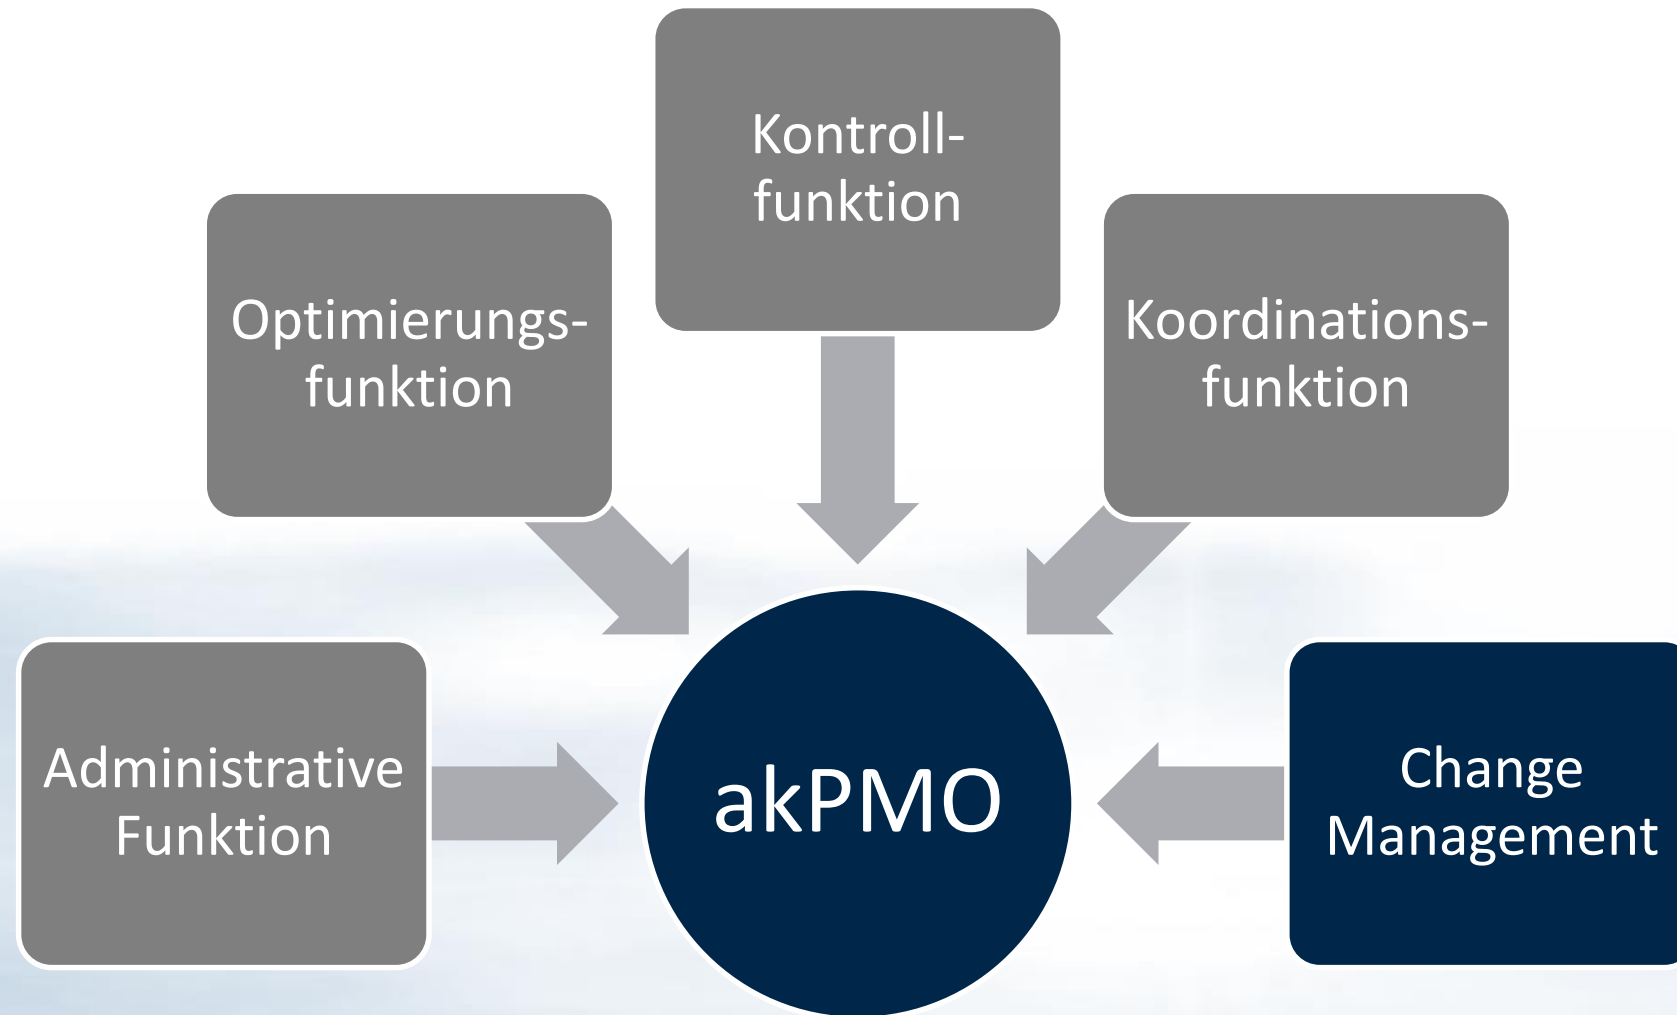 Kontroll-
funktion
Optimierungs-
funktion
Koordinations-
funktion
Administrative
Funktion
akPMO
Change
Management